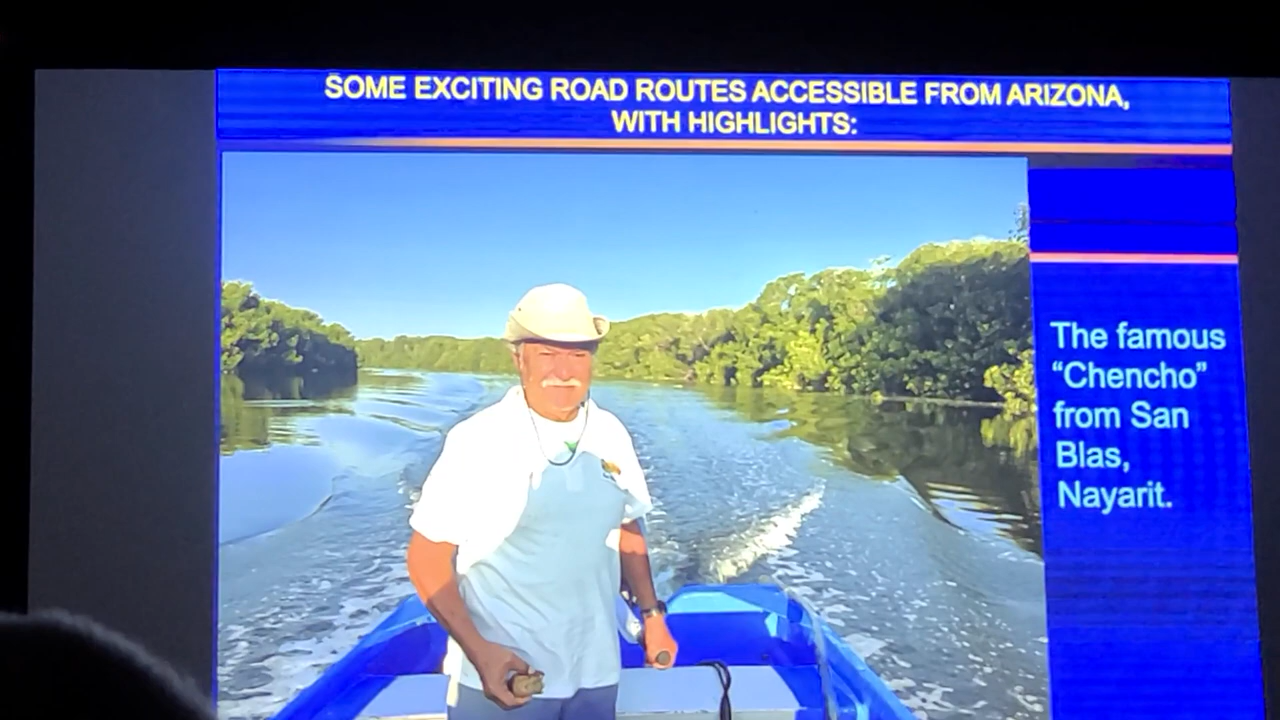 SOME EXCITING ROAD ROUTES ACCESSIBLE FROM ARIZONA,
WITH HIGHLIGHTS:
The famous
“Chencho”
from San
Blas,
Nayarit.